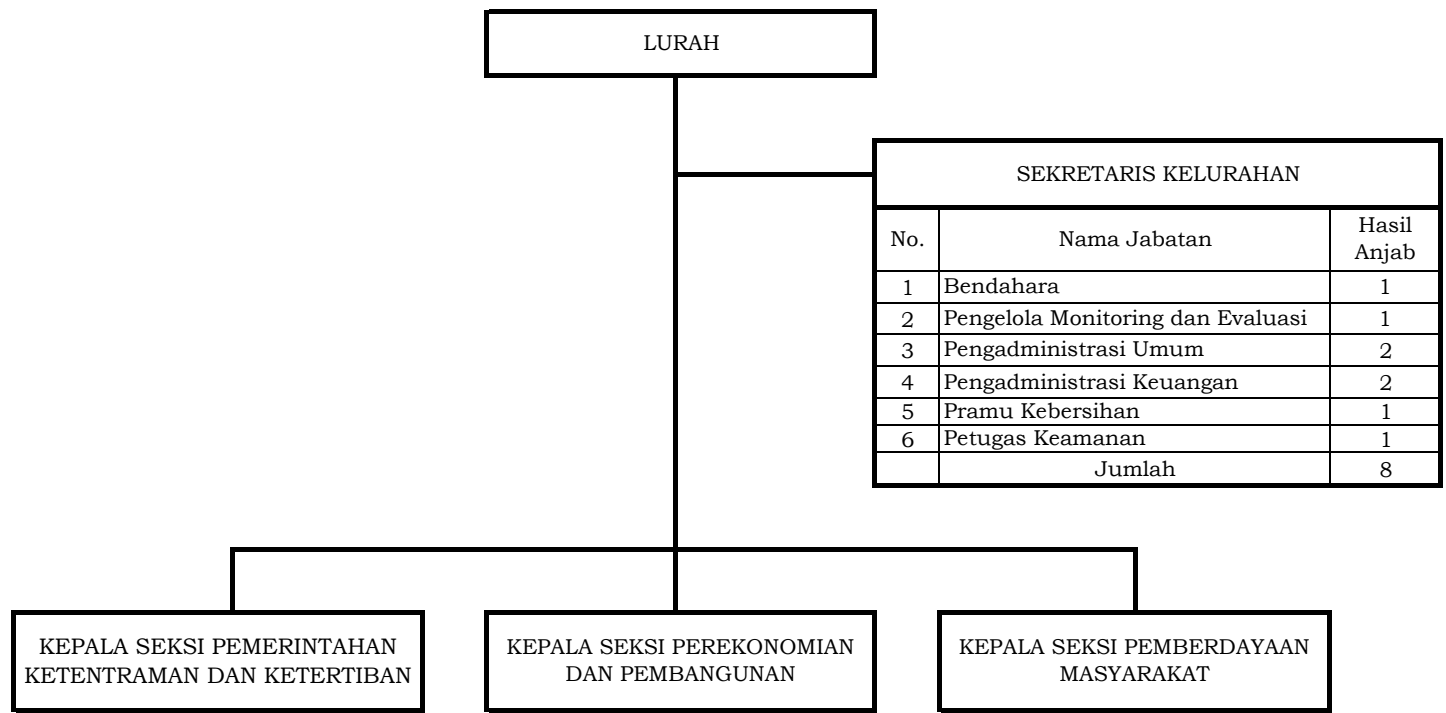 LURAH
SEKRETARIS KELURAHAN
No. Nama Jabatan Hasil Anjab
1 Bendahara 1
2 Pengelola Monitoring dan Evaluasi 1
3 Pengadministrasi Umum 2
4 Pengadministrasi Keuangan 2
5 Pramu Kebersihan 1
6 Petugas Keamanan 1
Jumlah 8
KEPALA SEKSI PEMERINTAHAN
KETENTRAMAN DAN KETERTIBAN
KEPALA SEKSI PEREKONOMIAN
DAN PEMBANGUNAN
KEPALA SEKSI PEMBERDAYAAN
MASYARAKAT